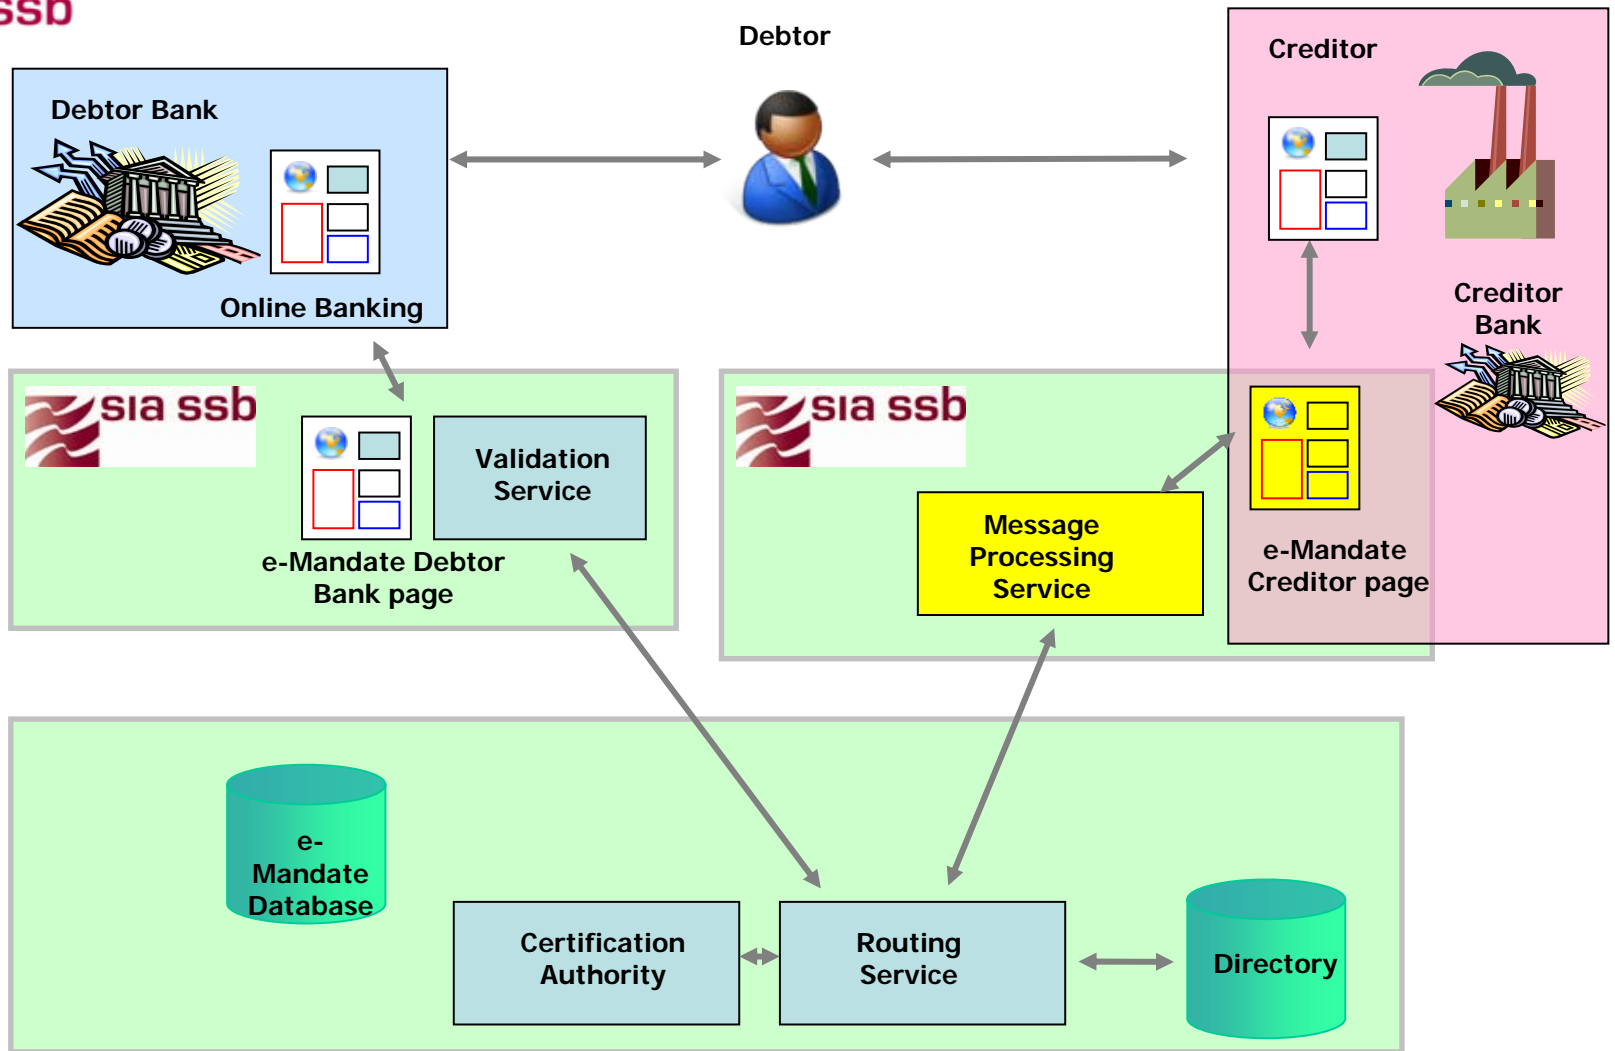 ssb
Debtor
Creditor
Debtor Bank
Online Banking
Creditor
Bank
sia ssb
Validation
Service
e-Mandate Debtor
Bank page
sia ssb
Message
Processing
Service
e-Mandate
Creditor page
e-
Mandate
Database
Certification
Authority
Routing
Service
Directory